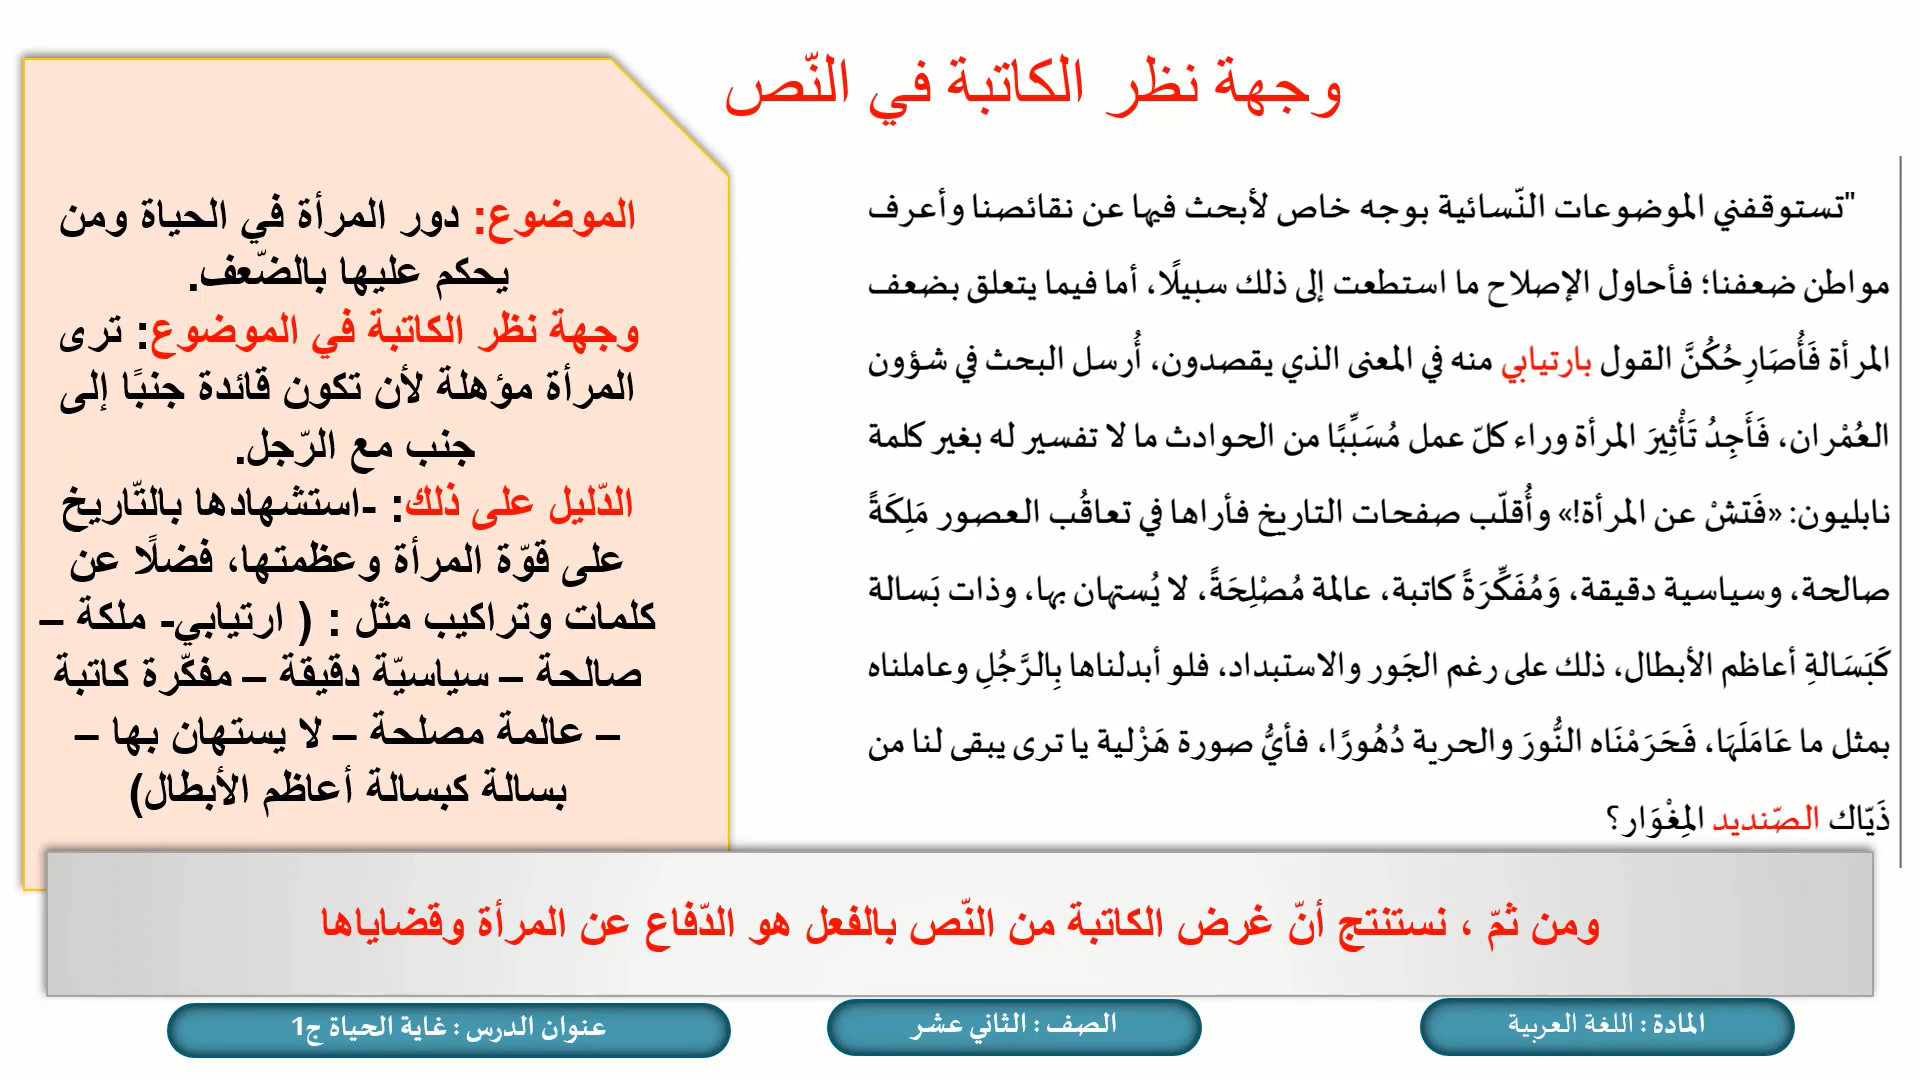 وجهة نظر الكاتبة في النّص
"تستوقفني الموضوعات النّسائية بوجه خاص لأبحث فيها عن نقائصنا وأعرف
مواطن ضعفنا؛ فأحاول الإصلاح ما استطعت إلى ذلك سبيلًا، أما فيما يتعلق بضعف
المرأة فَأُصَارِحُكُنَّ القول بارتيابي منه في المعنى الذي يقصدون، أُرسل البحث في شؤون
العُمْران، فَأَجِدُ تَأْثِيرَ المرأة وراء كلّ عمل مُسَبِّبًا من الحوادث ما لا تفسير له بغير كلمة
نابليون: «فَتشْ عن المرأة!» وأُقلّب صفحات التاريخ فأراها في تعاقُب العصور مَلِكَةً
صالحة، وسياسية دقيقة، وَمُفَكِّرَةً كاتبة، عالمة مُصْلِحَةً، لا يُستهان بها، وذات بَسالة
كَبَسَالةِ أعاظم الأبطال، ذلك على رغم الجَور والاستبداد، فلو أبدلناها بِالرَّجُلِ وعاملناه
بمثل ما عَامَلَهَا، فَحَرَمْنَاه النُّورَ والحرية دُهُورًا، فأيُّ صورة هَزْلية يا ترى يبقى لنا من
ذَيّاك الصّنديد المِغْوَار؟
الموضوع: دور المرأة في الحياة ومن
يحكم عليها بالضّعف.
وجهة نظر الكاتبة في الموضوع: ترى
المرأة مؤهلة لأن تكون قائدة جنبًا إلى
جنب مع الرّجل.
الدّليل على ذلك: -استشهادها بالتّاريخ
على قوّة المرأة وعظمتها، فضلًا عن
كلمات وتراكيب مثل : ( ارتيابي- ملكة –
صالحة – سياسيّة دقيقة – مفكّرة كاتبة
– عالمة مصلحة – لا يستهان بها –
بسالة كبسالة أعاظم الأبطال)
ومن ثمّ ، نستنتج أنّ غرض الكاتبة من النّص بالفعل هو الدّفاع عن المرأة وقضاياها
المادة : اللغة العربية
الصف : الثاني عشر
عنوان الدرس : غاية الحياة ج1